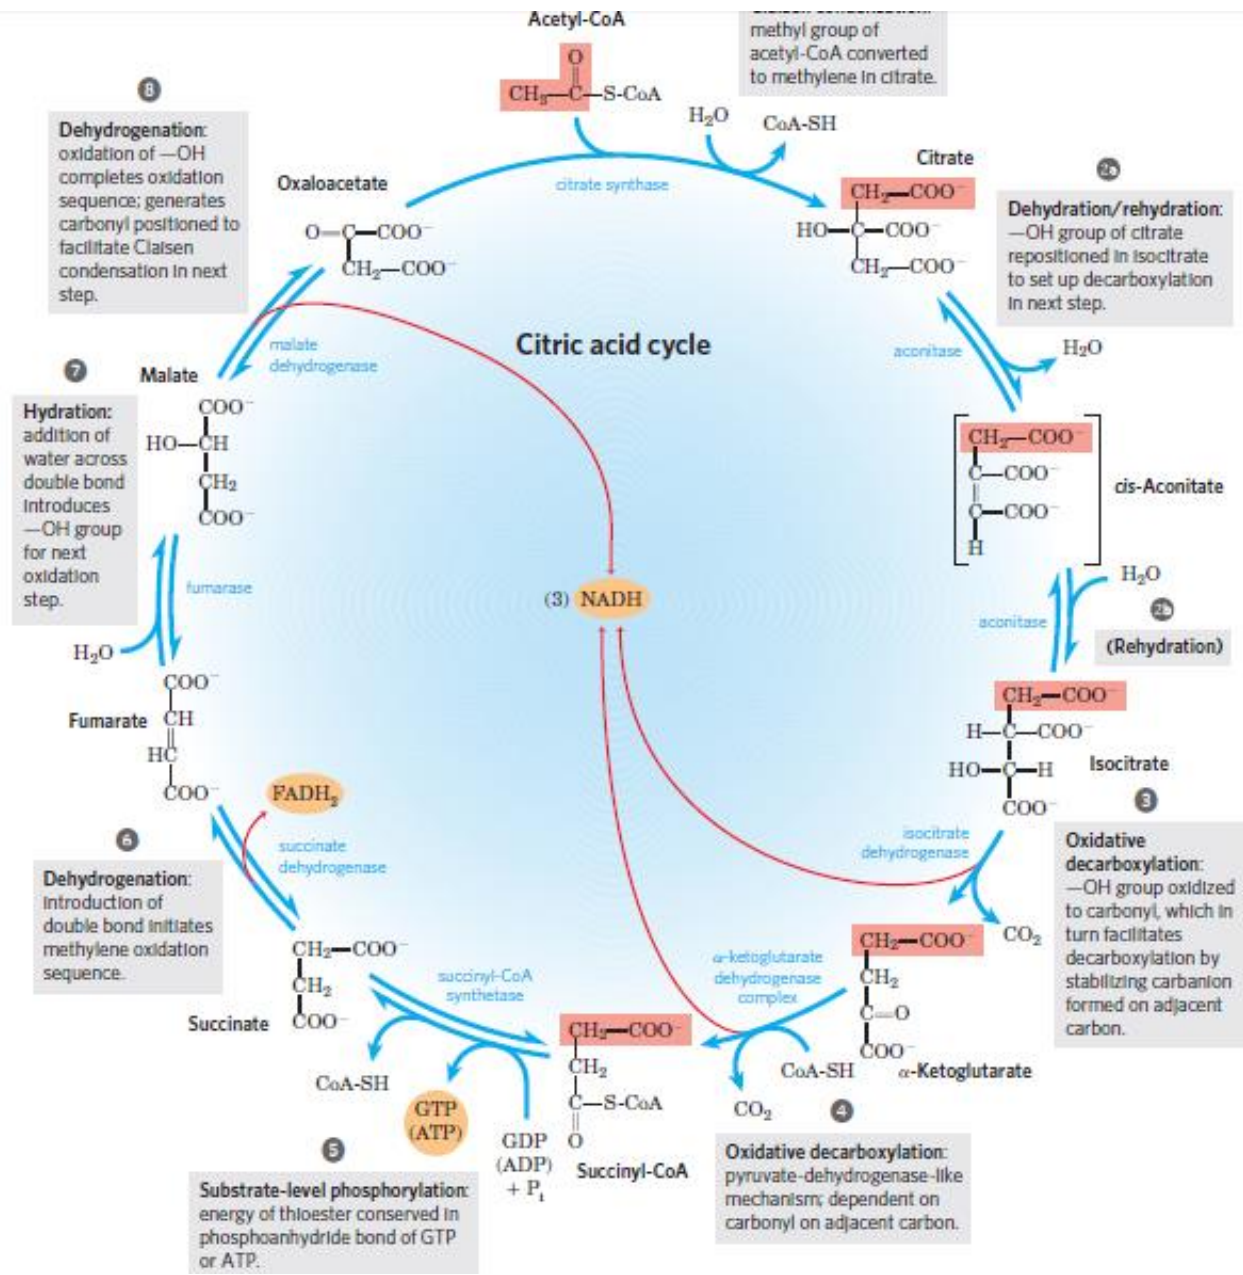 Acetyl-CoA
O
CH₃—C—S-CoA
methyl group of
acetyl-CoA converted
to methylene in citrate.
H₂O
CoA-SH
citrate synthase
Citrate
CH₂—COO⁻
HO—C—COO⁻
CH₂—COO⁻
2a
Dehydration/rehydration:
—OH group of citrate
repositioned in isocitrate
to set up decarboxylation
in next step.
aconitase
H₂O
CH₂—COO⁻
C—COO⁻
C—COO⁻
H
cis-Aconitate
H₂O
aconitase
2b
(Rehydration)
CH₂—COO⁻
H—C—COO⁻
HO—C—H
COO⁻
Isocitrate
3
Oxidative
decarboxylation:
—OH group oxidized
to carbonyl, which in
turn facilitates
decarboxylation by
stabilizing carbanion
formed on adjacent
carbon.
isocitrate
dehydrogenase
CO₂
CH₂—COO⁻
CH₂
C=O
COO⁻
α-Ketoglutarate
α-ketoglutarate
dehydrogenase
complex
CoA-SH
CO₂
4
Oxidative decarboxylation:
pyruvate-dehydrogenase-like
mechanism; dependent on
carbonyl on adjacent carbon.
CH₂—COO⁻
CH₂
C—S-CoA
O
Succinyl-CoA
succinyl-CoA
synthetase
GDP
(ADP)
+ Pᵢ
GTP
(ATP)
CoA-SH
5
Substrate-level phosphorylation:
energy of thioester conserved in
phosphoanhydride bond of GTP
or ATP.
CH₂—COO⁻
CH₂
COO⁻
Succinate
succinate
dehydrogenase
FADH₂
6
Dehydrogenation:
introduction of
double bond initiates
methylene oxidation
sequence.
COO⁻
CH
HC
COO⁻
Fumarate
H₂O
fumarase
7
Hydration:
addition of
water across
double bond
introduces
—OH group
for next
oxidation
step.
Malate
COO⁻
HO—CH
CH₂
COO⁻
malate
dehydrogenase
8
Dehydrogenation:
oxidation of —OH
completes oxidation
sequence; generates
carbonyl positioned to
facilitate Claisen
condensation in next
step.
Oxaloacetate
O=C—COO⁻
CH₂—COO⁻
Citric acid cycle
(3) NADH